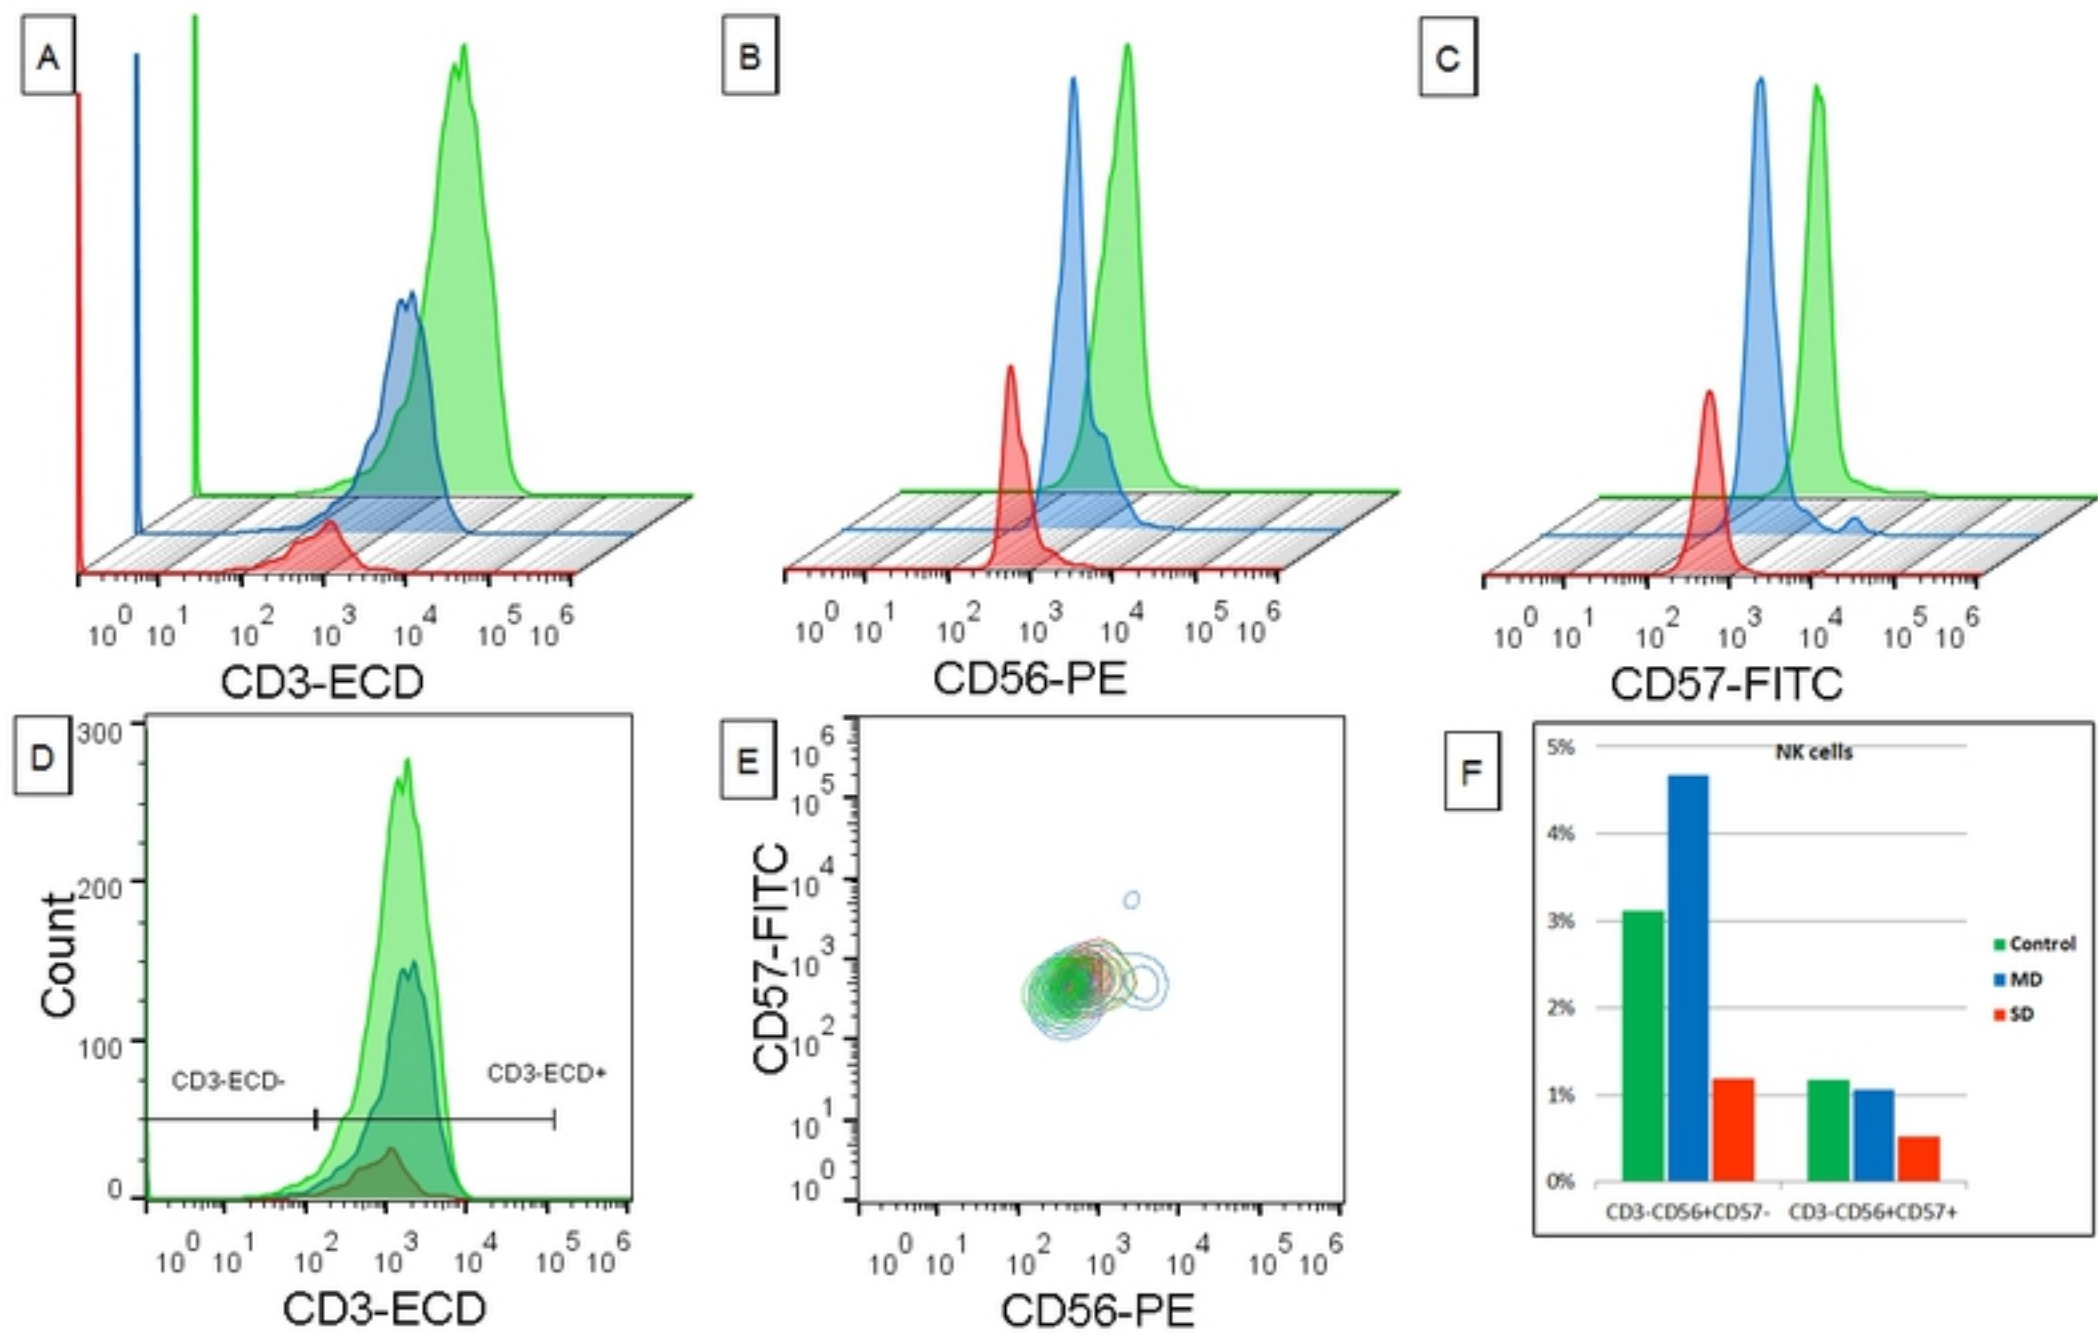 A
B
C
10^0 10^1 10^2 10^3 10^4 10^5 10^6
CD3-ECD
10^0 10^1 10^2 10^3 10^4 10^5 10^6
CD56-PE
10^0 10^1 10^2 10^3 10^4 10^5 10^6
CD57-FITC
D
300
200
100
0
Count
CD3-ECD-
CD3-ECD+
10^0 10^1 10^2 10^3 10^4 10^5 10^6
CD3-ECD
E
10^6
10^5
10^4
10^3
10^2
10^1
10^0
CD57-FITC
10^0 10^1 10^2 10^3 10^4 10^5 10^6
CD56-PE
F
NK cells
5%
4%
3%
2%
1%
0%
CD3-CD56+CD57-
CD3-CD56+CD57+
Control
MD
SD